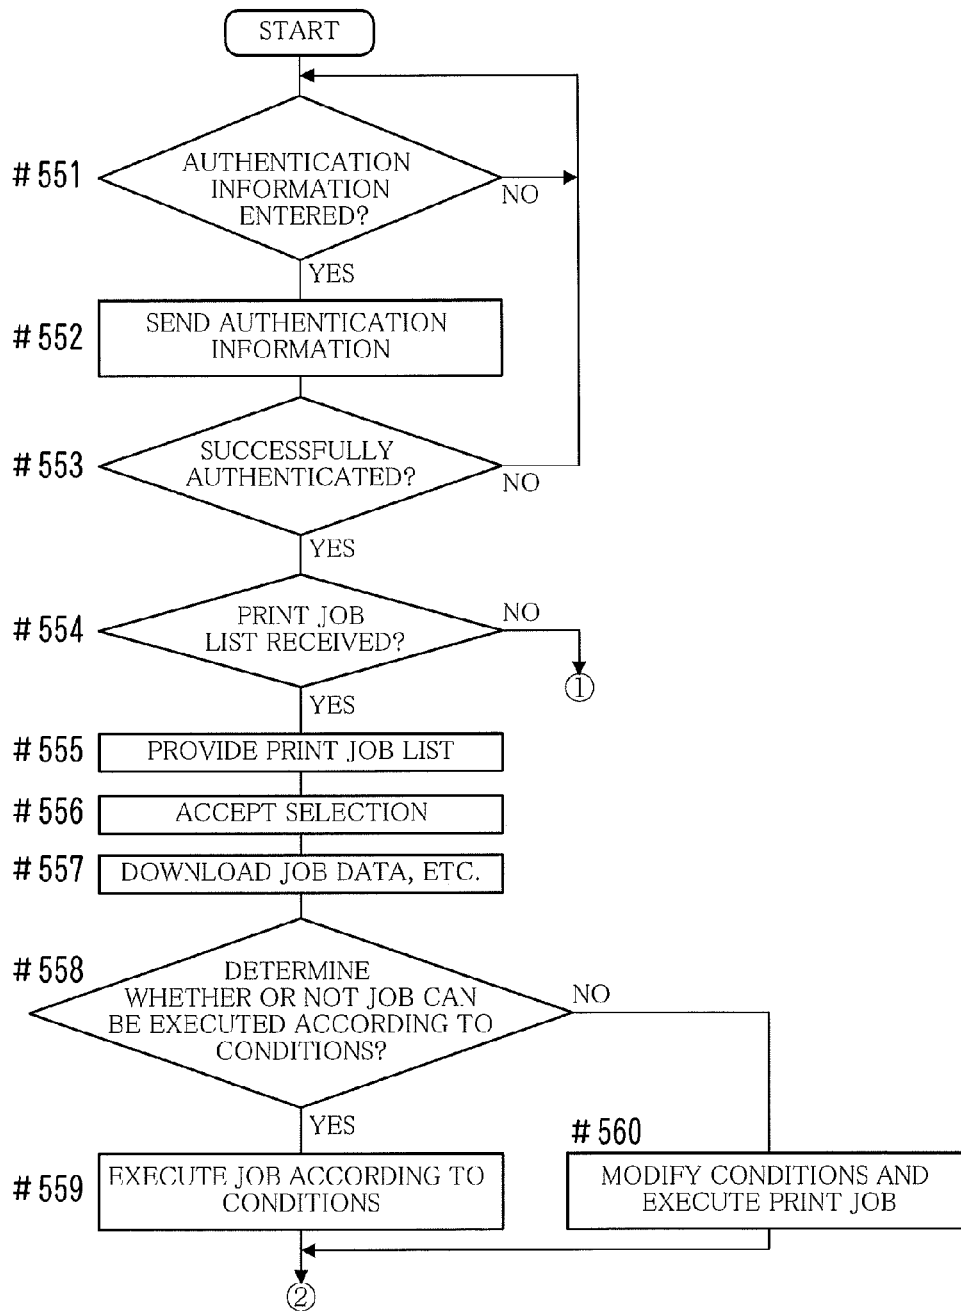 START
#551
AUTHENTICATION
INFORMATION
ENTERED?
NO
YES
#552
SEND AUTHENTICATION
INFORMATION
#553
SUCCESSFULLY
AUTHENTICATED?
NO
YES
#554
PRINT JOB
LIST RECEIVED?
NO
①
YES
#555
PROVIDE PRINT JOB LIST
#556
ACCEPT SELECTION
#557
DOWNLOAD JOB DATA, ETC.
#558
DETERMINE
WHETHER OR NOT JOB CAN
BE EXECUTED ACCORDING TO
CONDITIONS?
NO
YES
#559
EXECUTE JOB ACCORDING TO
CONDITIONS
#560
MODIFY CONDITIONS AND
EXECUTE PRINT JOB
②